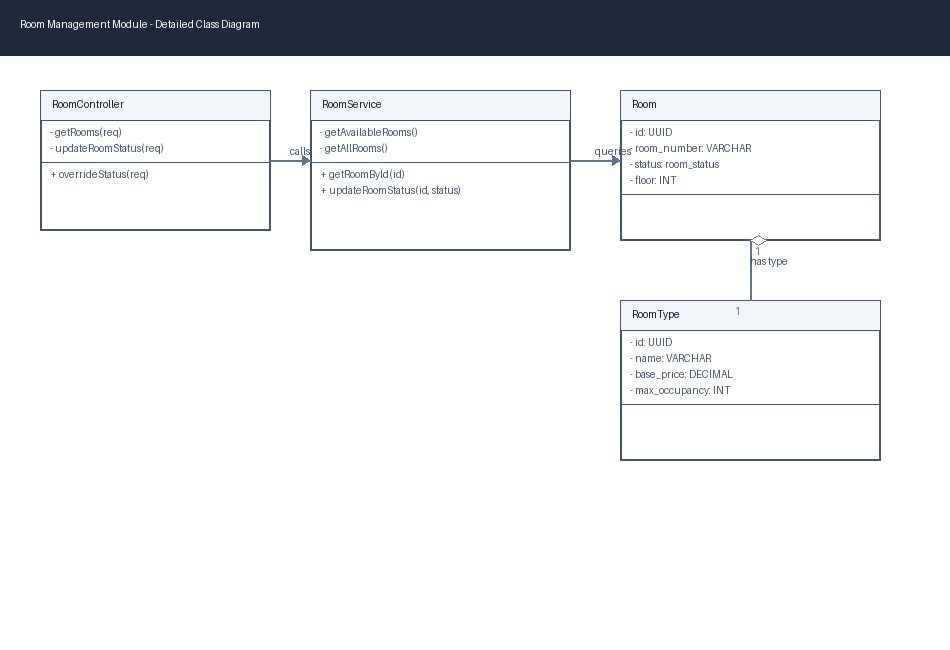 Room Management Module - Detailed Class Diagram
RoomController
- getRooms(req)
- updateRoomStatus(req)
+ overrideStatus(req)
calls
RoomService
- getAvailableRooms()
- getAllRooms()
+ getRoomById(id)
+ updateRoomStatus(id, status)
queries
Room
- id: UUID
- room_number: VARCHAR
- status: room_status
- floor: INT
1
has type
1
RoomType
- id: UUID
- name: VARCHAR
- base_price: DECIMAL
- max_occupancy: INT